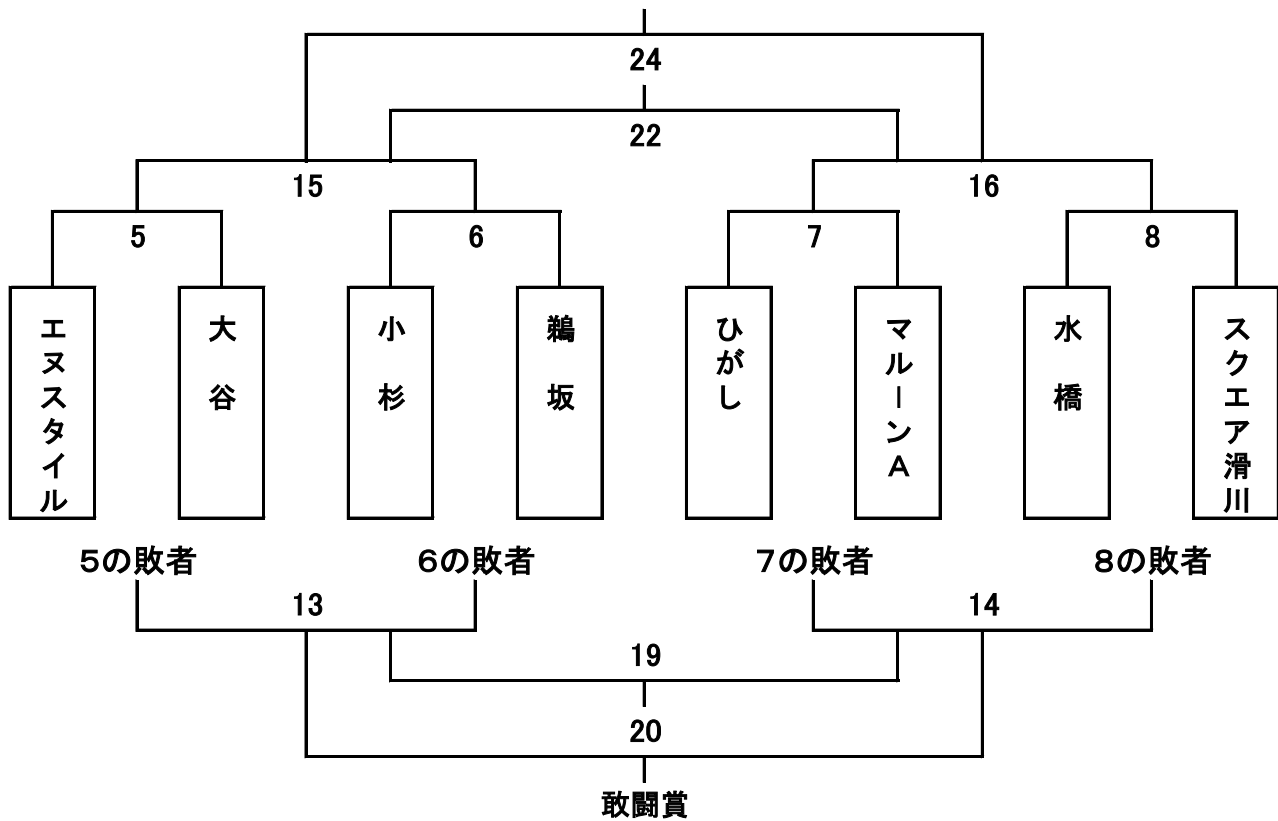 24
22
15
16
5
6
7
8
エヌスタイル
大谷
小杉
鵜坂
ひがし
マルーンA
水橋
スクエア滑川
5の敗者
6の敗者
7の敗者
8の敗者
13
14
19
20
敢闘賞